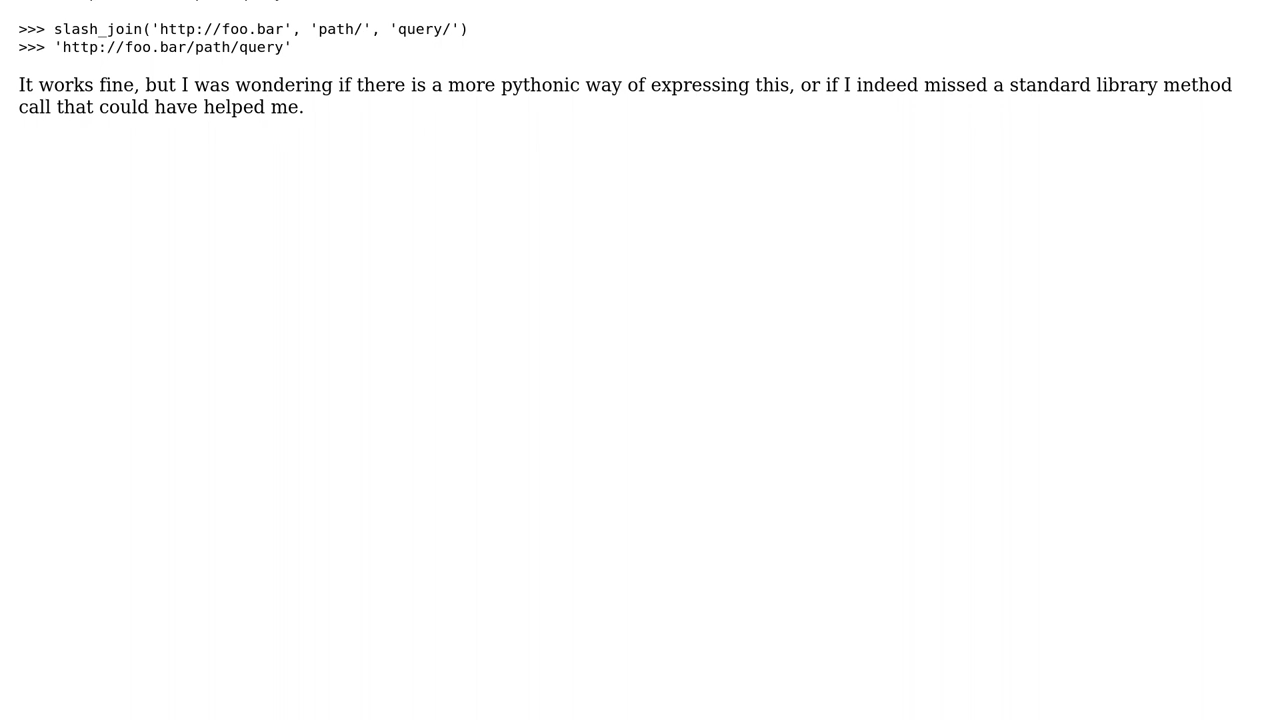 >>> slash_join('http://foo.bar', 'path/', 'query/')
>>> 'http://foo.bar/path/query'
It works fine, but I was wondering if there is a more pythonic way of expressing this, or if I indeed missed a standard library method
call that could have helped me.